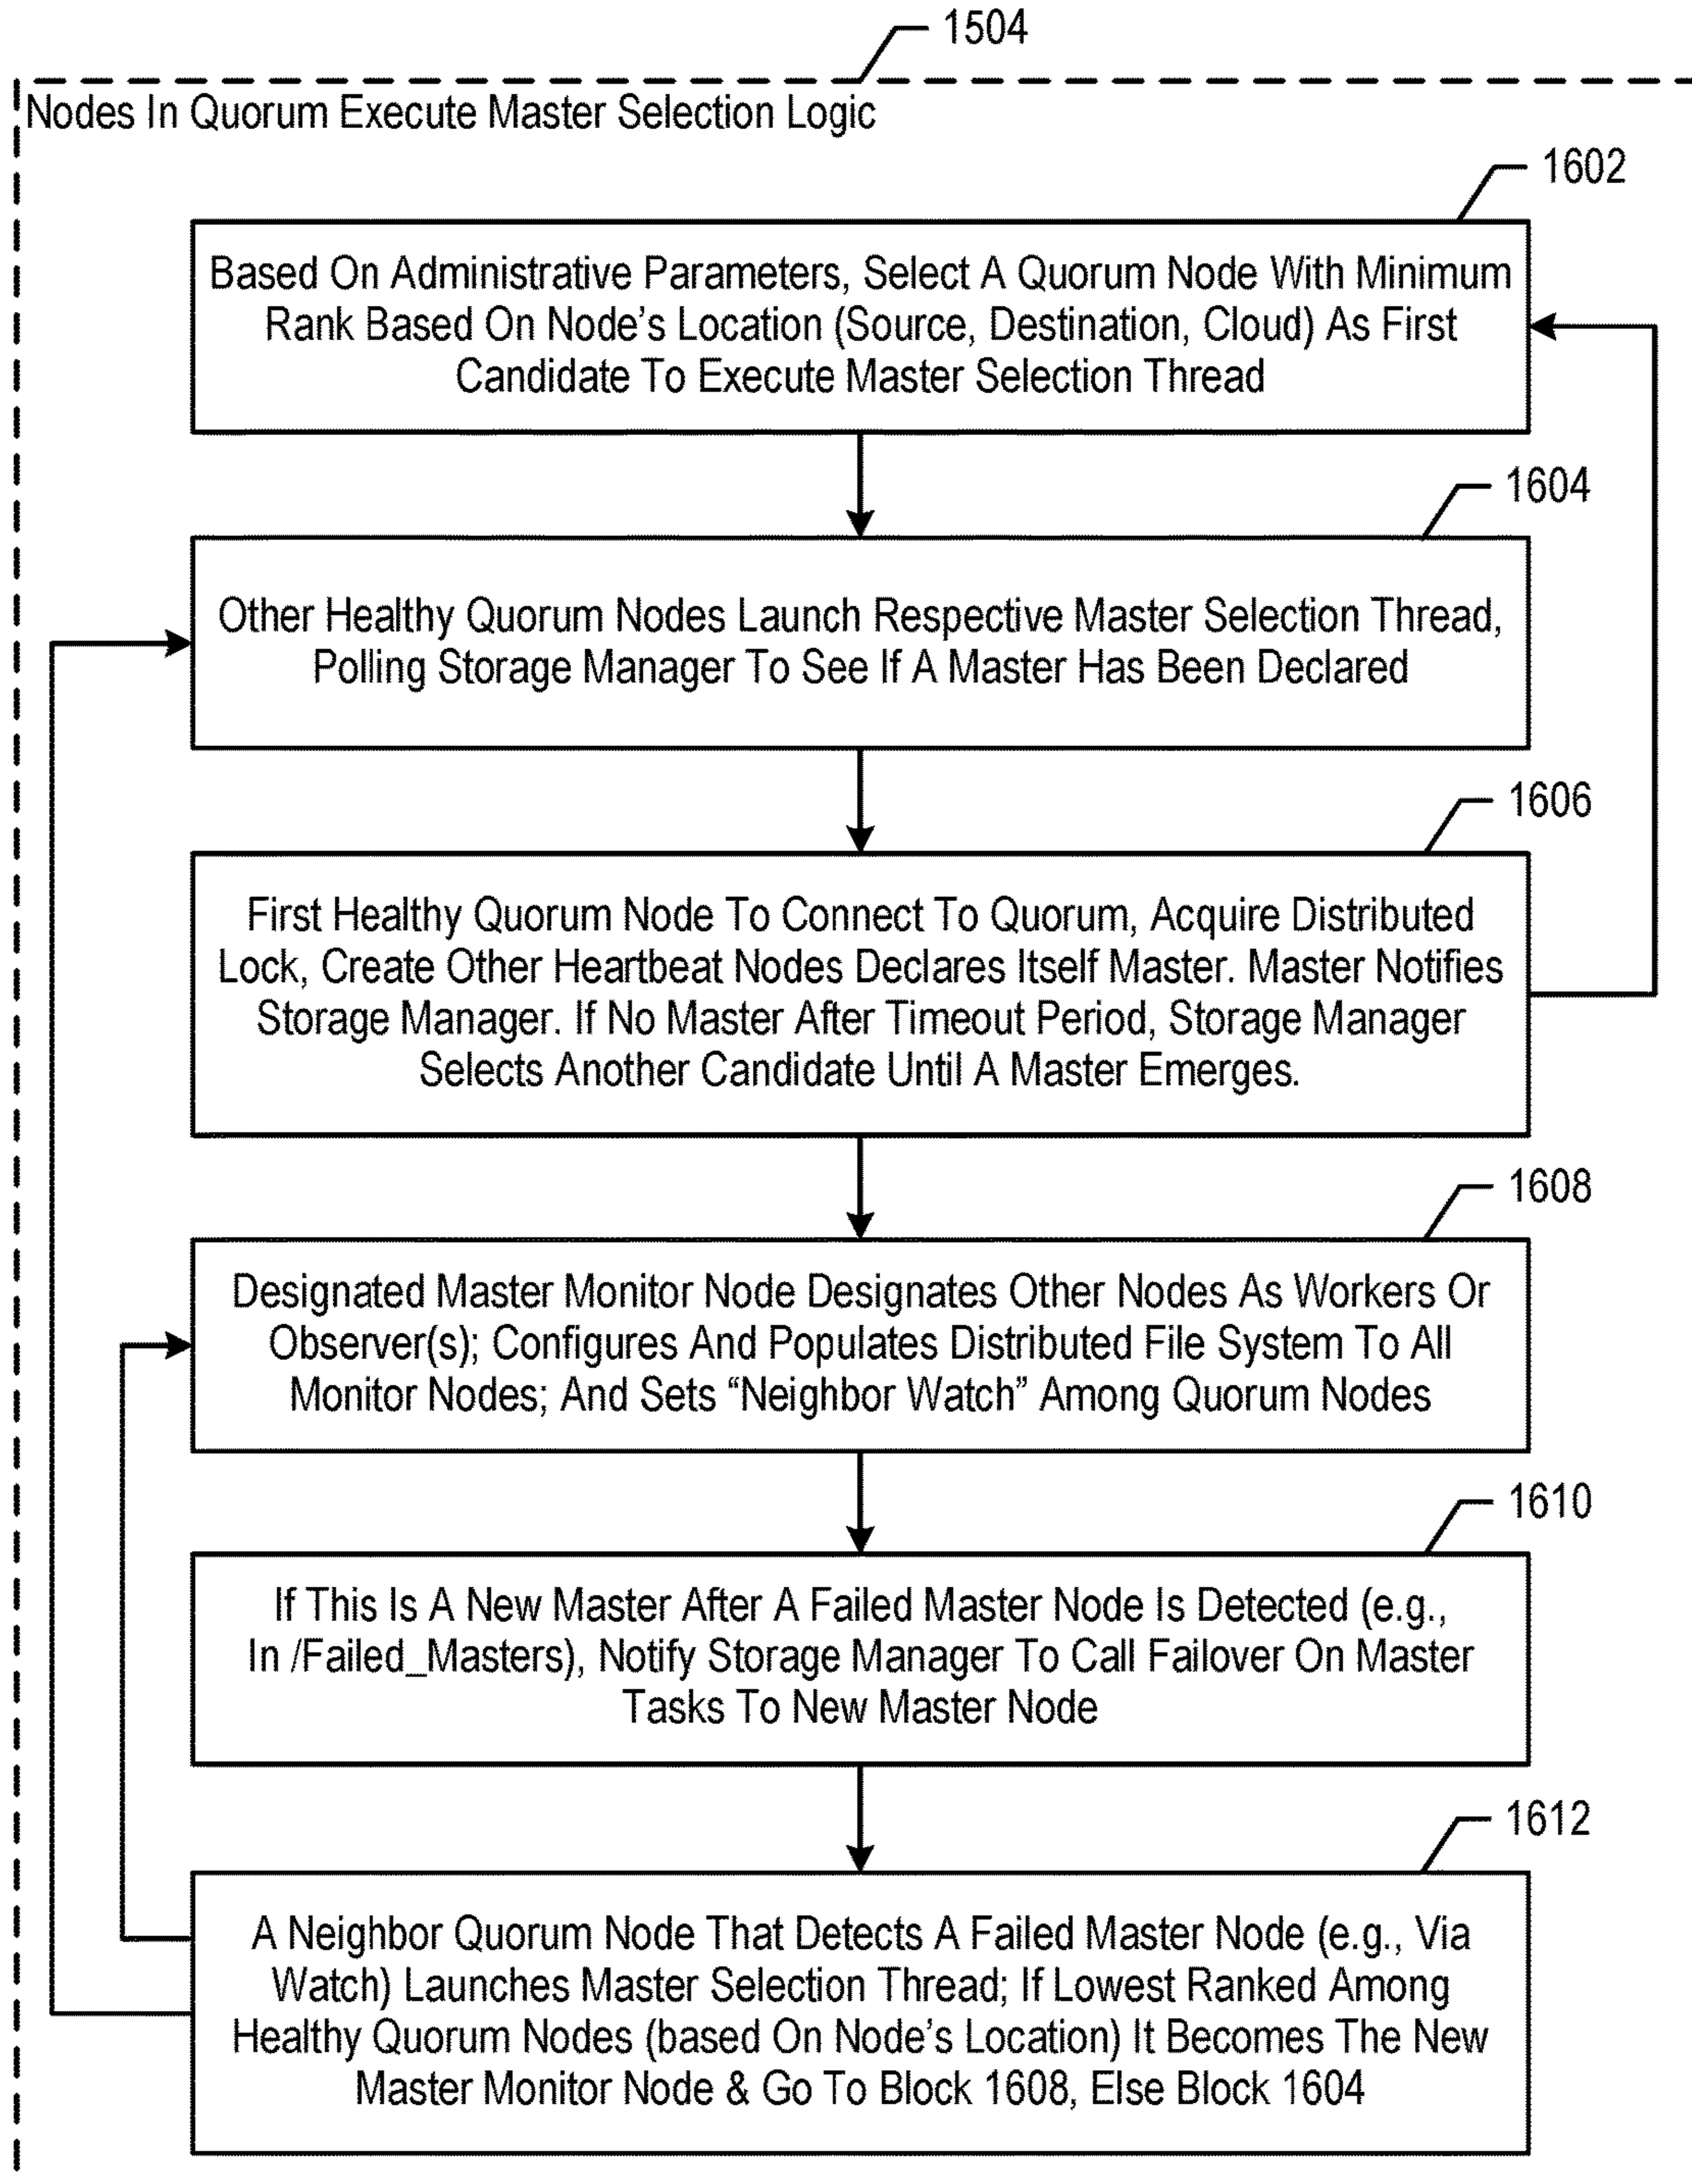 1504
Nodes In Quorum Execute Master Selection Logic
1602
Based On Administrative Parameters, Select A Quorum Node With Minimum
Rank Based On Node's Location (Source, Destination, Cloud) As First
Candidate To Execute Master Selection Thread
1604
Other Healthy Quorum Nodes Launch Respective Master Selection Thread,
Polling Storage Manager To See If A Master Has Been Declared
1606
First Healthy Quorum Node To Connect To Quorum, Acquire Distributed
Lock, Create Other Heartbeat Nodes Declares Itself Master. Master Notifies
Storage Manager. If No Master After Timeout Period, Storage Manager
Selects Another Candidate Until A Master Emerges.
1608
Designated Master Monitor Node Designates Other Nodes As Workers Or
Observer(s); Configures And Populates Distributed File System To All
Monitor Nodes; And Sets “Neighbor Watch” Among Quorum Nodes
1610
If This Is A New Master After A Failed Master Node Is Detected (e.g.,
In /Failed_Masters), Notify Storage Manager To Call Failover On Master
Tasks To New Master Node
1612
A Neighbor Quorum Node That Detects A Failed Master Node (e.g., Via
Watch) Launches Master Selection Thread; If Lowest Ranked Among
Healthy Quorum Nodes (based On Node's Location) It Becomes The New
Master Monitor Node & Go To Block 1608, Else Block 1604